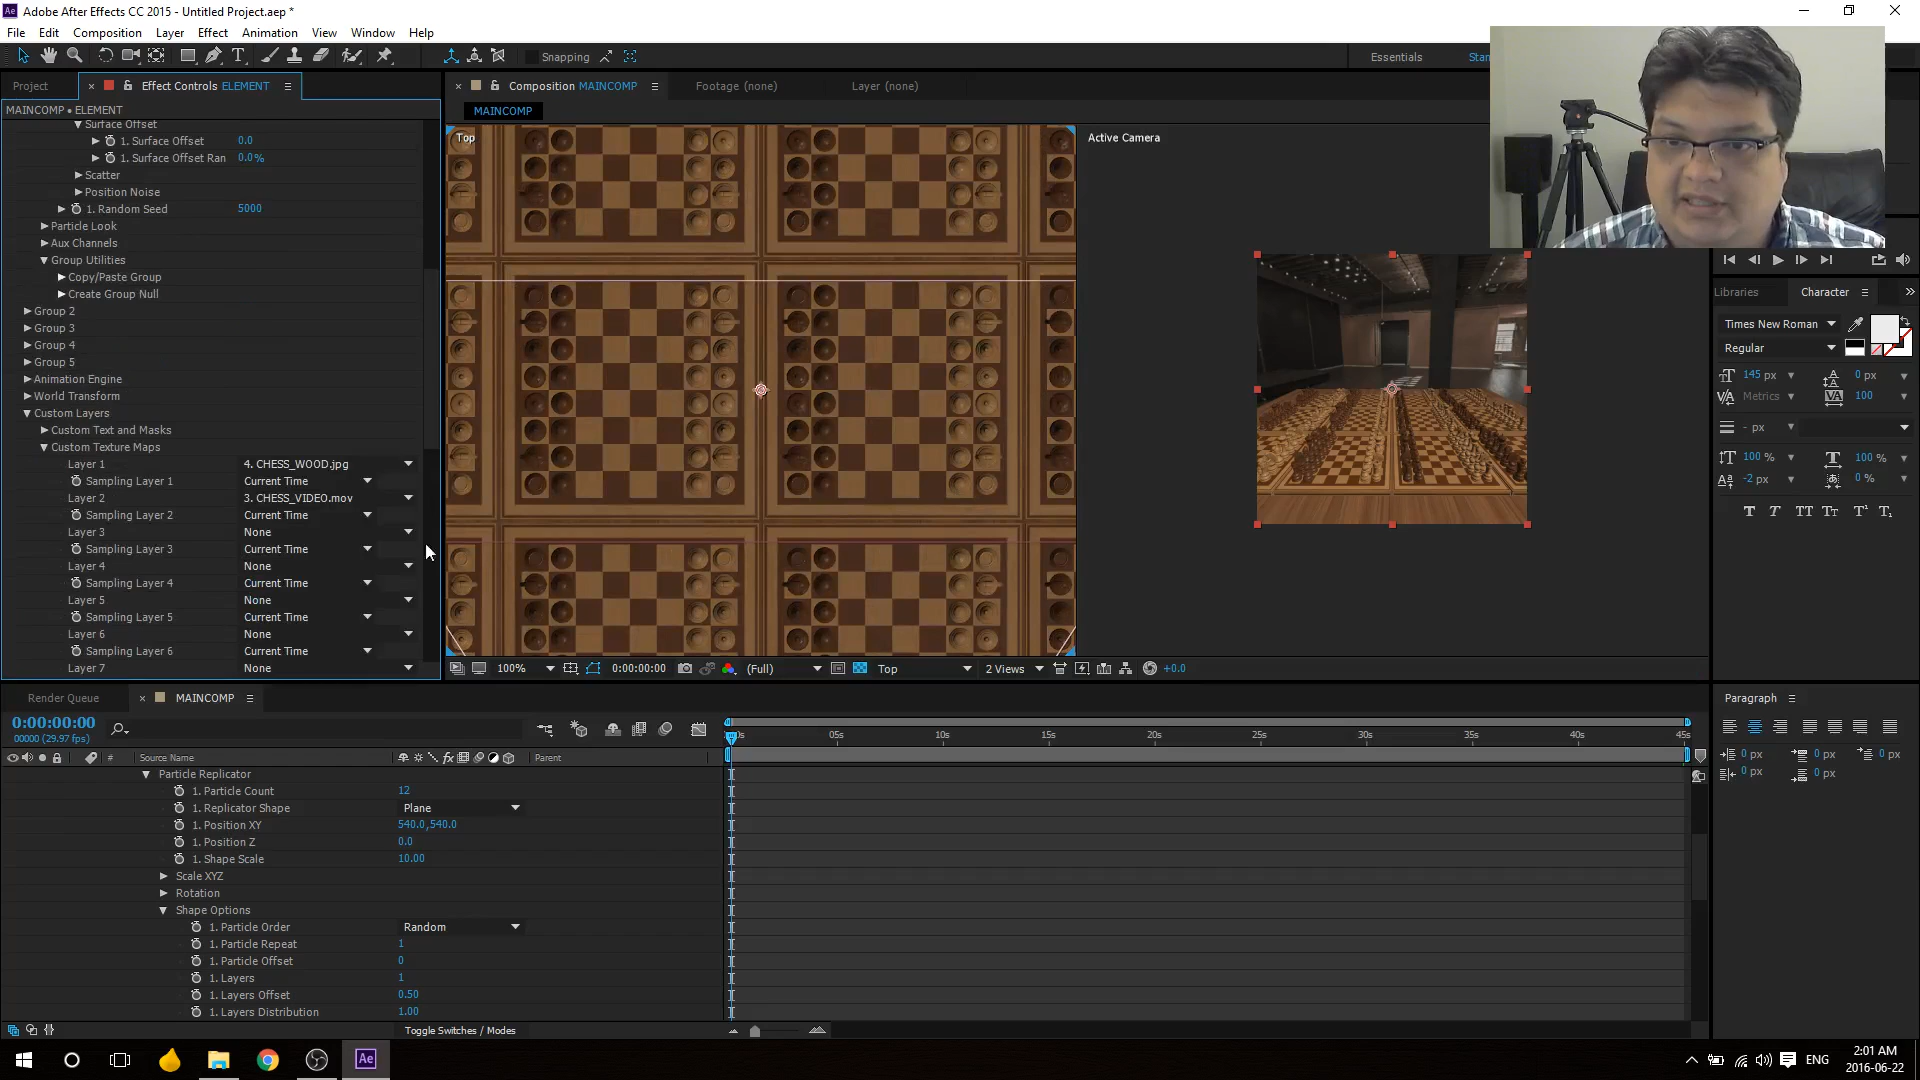 Adobe After Effects CC 2015 - Untitled Project.aep *
File Edit Composition Layer Effect Animation View Window Help
Snapping
Essentials
Stan
Project
Effect Controls ELEMENT
Composition MAINCOMP
Footage (none)
Layer (none)
MAINCOMP • ELEMENT
MAINCOMP
Surface Offset
1. Surface Offset 0.0
1. Surface Offset Ran 0.0%
Scatter
Position Noise
1. Random Seed 5000
Particle Look
Aux Channels
Group Utilities
Copy/Paste Group
Create Group Null
Group 2
Group 3
Group 4
Group 5
Animation Engine
World Transform
Custom Layers
Custom Text and Masks
Custom Texture Maps
Layer 1 4. CHESS_WOOD.jpg
Sampling Layer 1 Current Time
Layer 2 3. CHESS_VIDEO.mov
Sampling Layer 2 Current Time
Layer 3 None
Sampling Layer 3 Current Time
Layer 4 None
Sampling Layer 4 Current Time
Layer 5 None
Sampling Layer 5 Current Time
Layer 6 None
Sampling Layer 6 Current Time
Layer 7 None
Top
Active Camera
100% 0:00:00:00 (Full) Top 2 Views +0.0
Libraries Character
Times New Roman
Regular
145 px 0 px
Metrics 100
- px
100 % 100 %
-2 px 0 %
Paragraph
0 px 0 px 0 px
0 px 0 px
Render Queue MAINCOMP
0:00:00:00
00000 (29.97 fps)
# Source Name Parent
0s 05s 10s 15s 20s 25s 30s 35s 40s 45s
Particle Replicator
1. Particle Count 12
1. Replicator Shape Plane
1. Position XY 540.0,540.0
1. Position Z 0.0
1. Shape Scale 10.00
Scale XYZ
Rotation
Shape Options
1. Particle Order Random
1. Particle Repeat 1
1. Particle Offset 0
1. Layers 1
1. Layers Offset 0.50
1. Layers Distribution 1.00
Toggle Switches / Modes
ENG
2:01 AM
2016-06-22